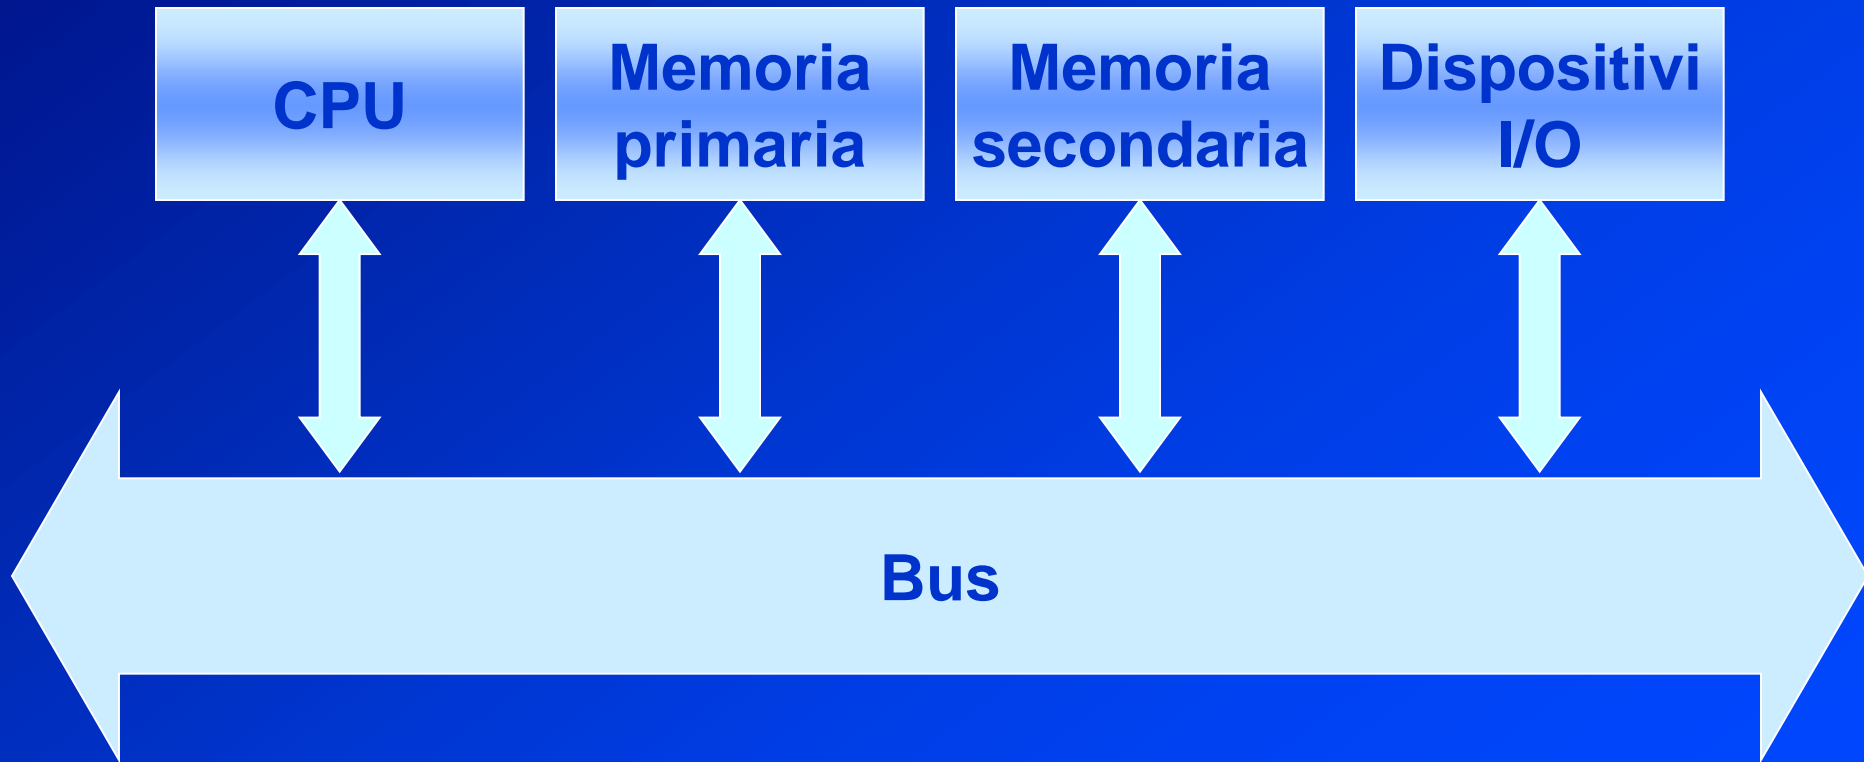 CPU
Memoria
primaria
Memoria
secondaria
Dispositivi
I/O
Bus